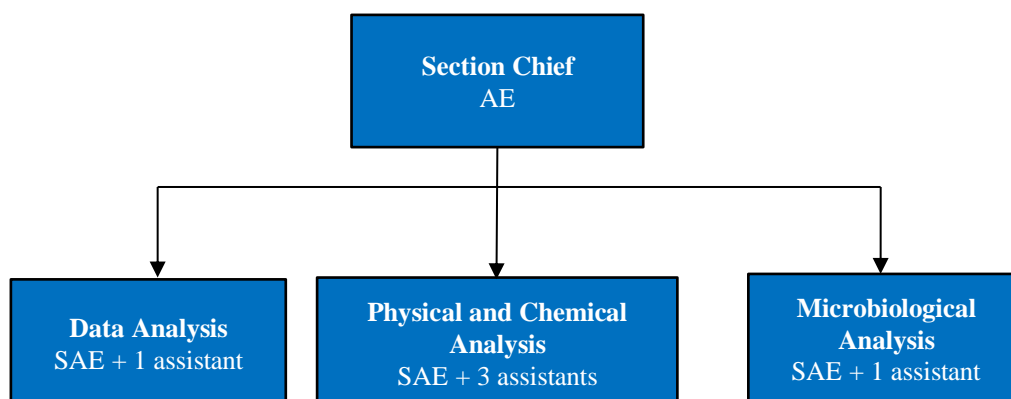 Section Chief
AE
Data Analysis
SAE + 1 assistant
Physical and Chemical
Analysis
SAE + 3 assistants
Microbiological
Analysis
SAE + 1 assistant